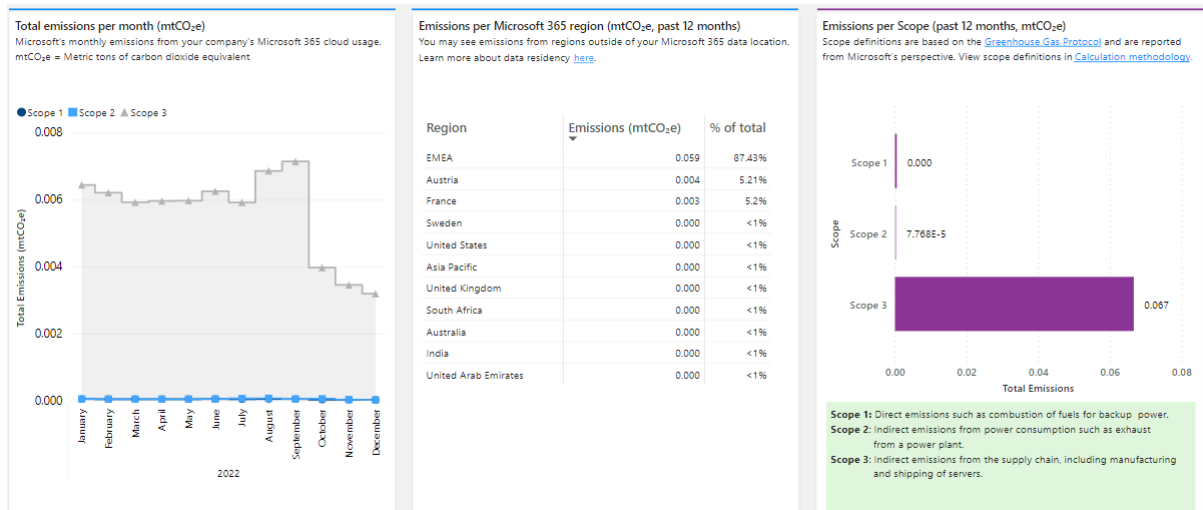 Total emissions per month (mtCO₂e)
Microsoft's monthly emissions from your company's Microsoft 365 cloud usage.
mtCO₂e = Metric tons of carbon dioxide equivalent
Scope 1 Scope 2 Scope 3
0.008
0.006
0.004
0.002
0.000
Total Emissions (mtCO₂e)
January
February
March
April
May
June
July
August
September
October
November
December
2022
Emissions per Microsoft 365 region (mtCO₂e, past 12 months)
You may see emissions from regions outside of your Microsoft 365 data location.
Learn more about data residency here.
Region Emissions (mtCO₂e) % of total
EMEA 0.059 87.43%
Austria 0.004 5.21%
France 0.003 5.2%
Sweden 0.000 <1%
United States 0.000 <1%
Asia Pacific 0.000 <1%
United Kingdom 0.000 <1%
South Africa 0.000 <1%
Australia 0.000 <1%
India 0.000 <1%
United Arab Emirates 0.000 <1%
Emissions per Scope (past 12 months, mtCO₂e)
Scope definitions are based on the Greenhouse Gas Protocol and are reported
from Microsoft's perspective. View scope definitions in Calculation methodology.
Scope
Scope 1 0.000
Scope 2 7.768E-5
Scope 3 0.067
0.00 0.02 0.04 0.06 0.08
Total Emissions
Scope 1: Direct emissions such as combustion of fuels for backup power.
Scope 2: Indirect emissions from power consumption such as exhaust
from a power plant.
Scope 3: Indirect emissions from the supply chain, including manufacturing
and shipping of servers.